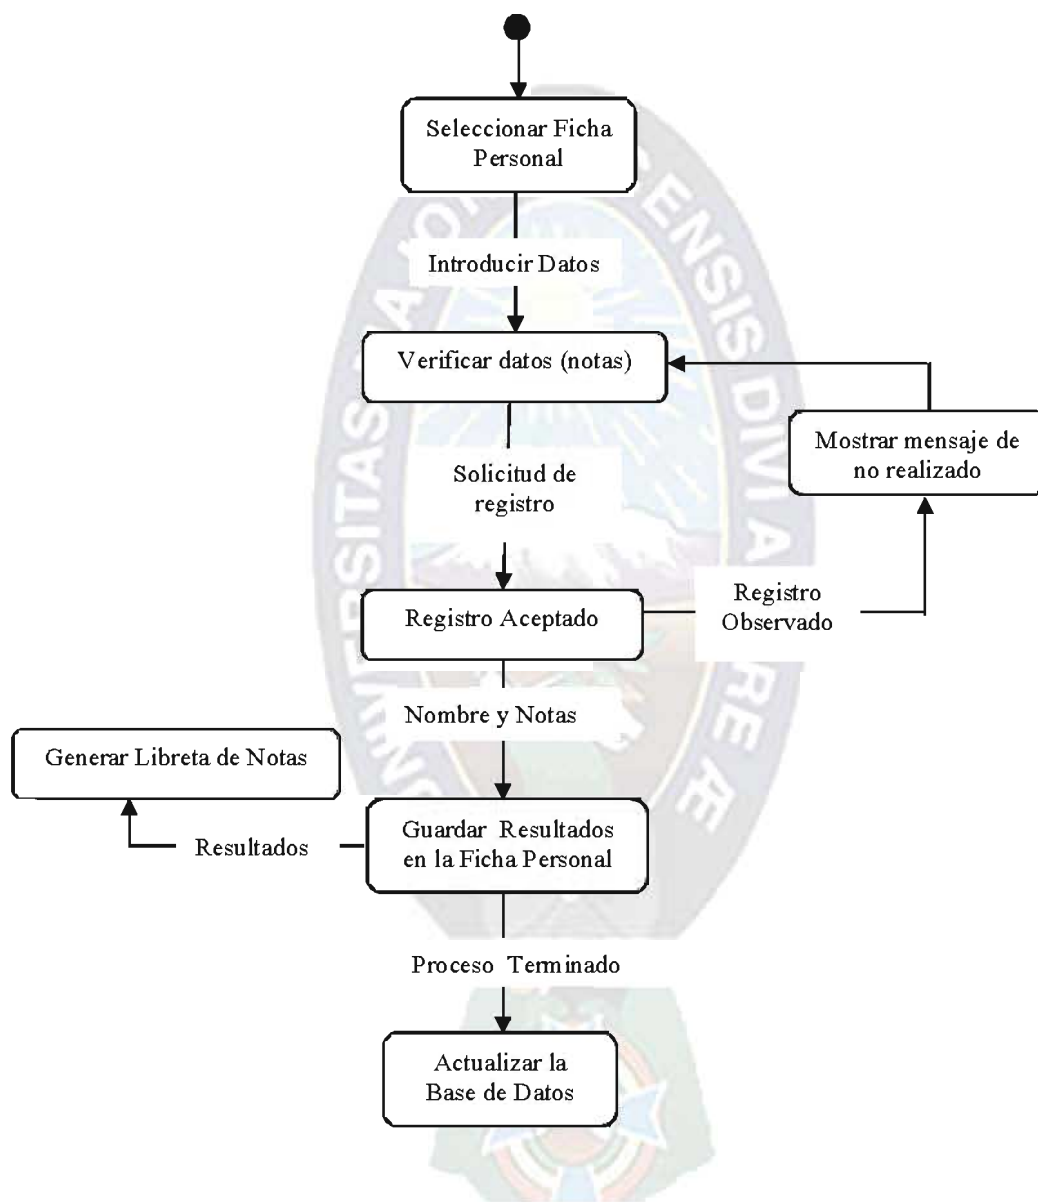 Seleccionar Ficha
Personal
Introducir Datos
Verificar datos (notas)
Mostrar mensaje de
no realizado
Solicitud de
registro
Registro Aceptado
Registro
Observado
Nombre y Notas
Generar Libreta de Notas
Guardar Resultados
en la Ficha Personal
Resultados
Proceso Terminado
Actualizar la
Base de Datos